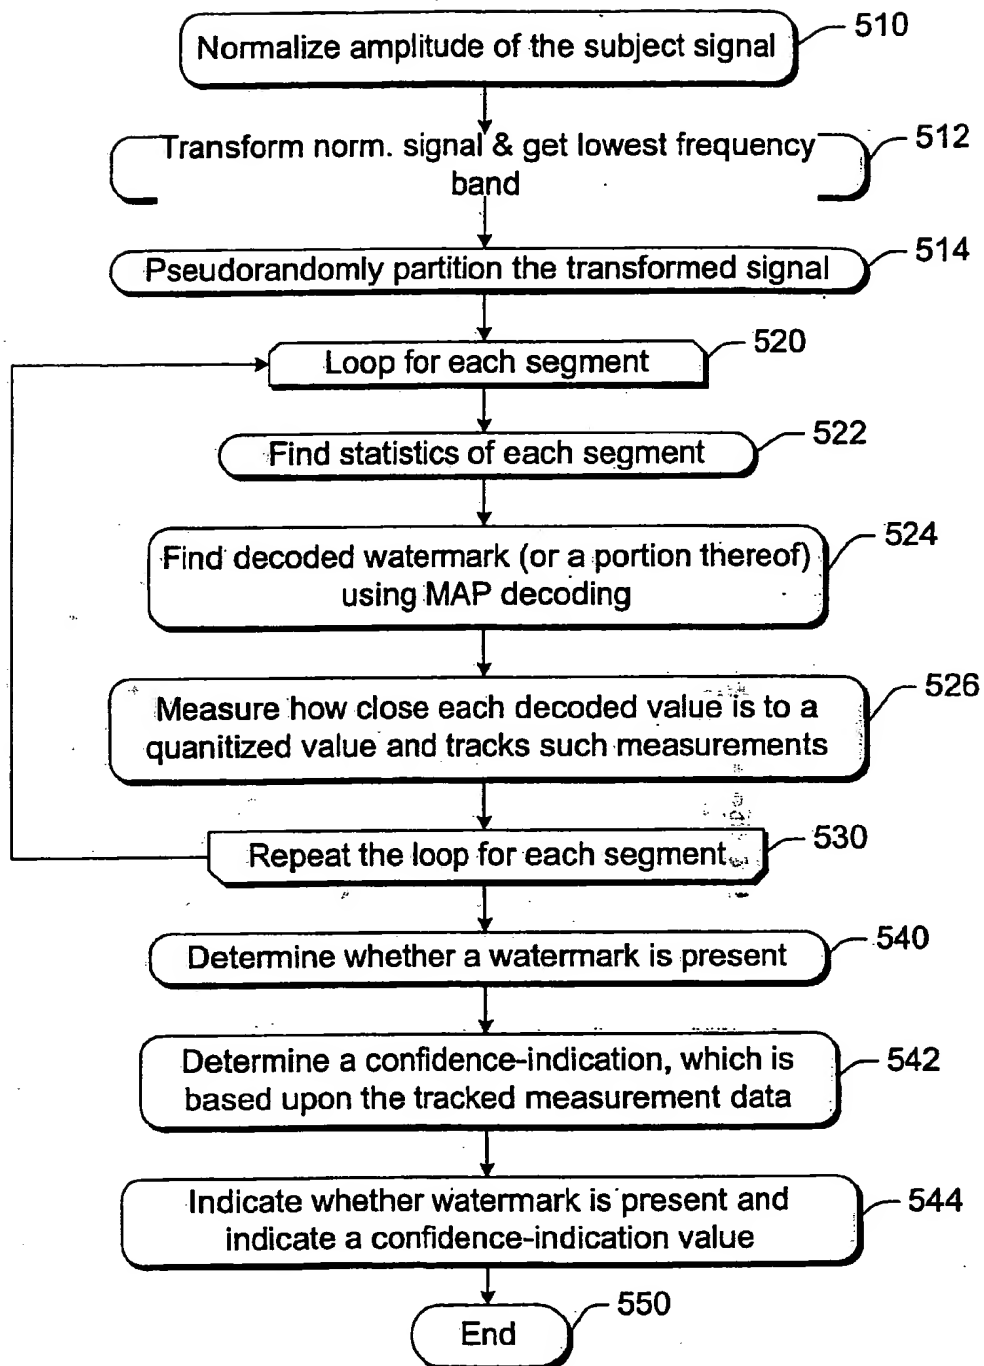 Normalize amplitude of the subject signal
510
Transform norm. signal & get lowest frequency
band
512
Pseudorandomly partition the transformed signal
514
Loop for each segment
520
Find statistics of each segment
522
Find decoded watermark (or a portion thereof)
using MAP decoding
524
Measure how close each decoded value is to a
quanitized value and tracks such measurements
526
Repeat the loop for each segment
530
Determine whether a watermark is present
540
Determine a confidence-indication, which is
based upon the tracked measurement data
542
Indicate whether watermark is present and
indicate a confidence-indication value
544
End
550